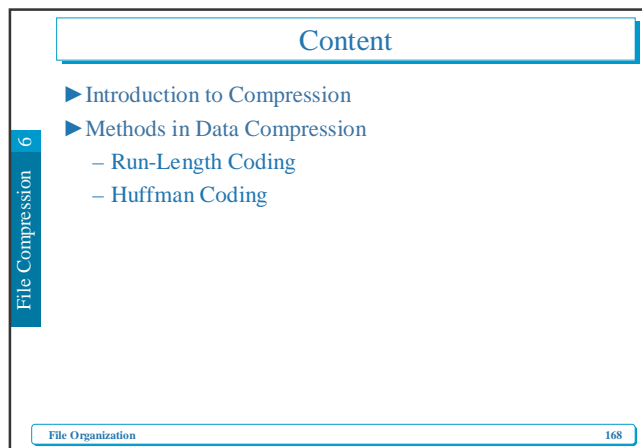 Content
►Introduction to Compression
►Methods in Data Compression
– Run-Length Coding
– Huffman Coding
File Compression 6
File Organization 168